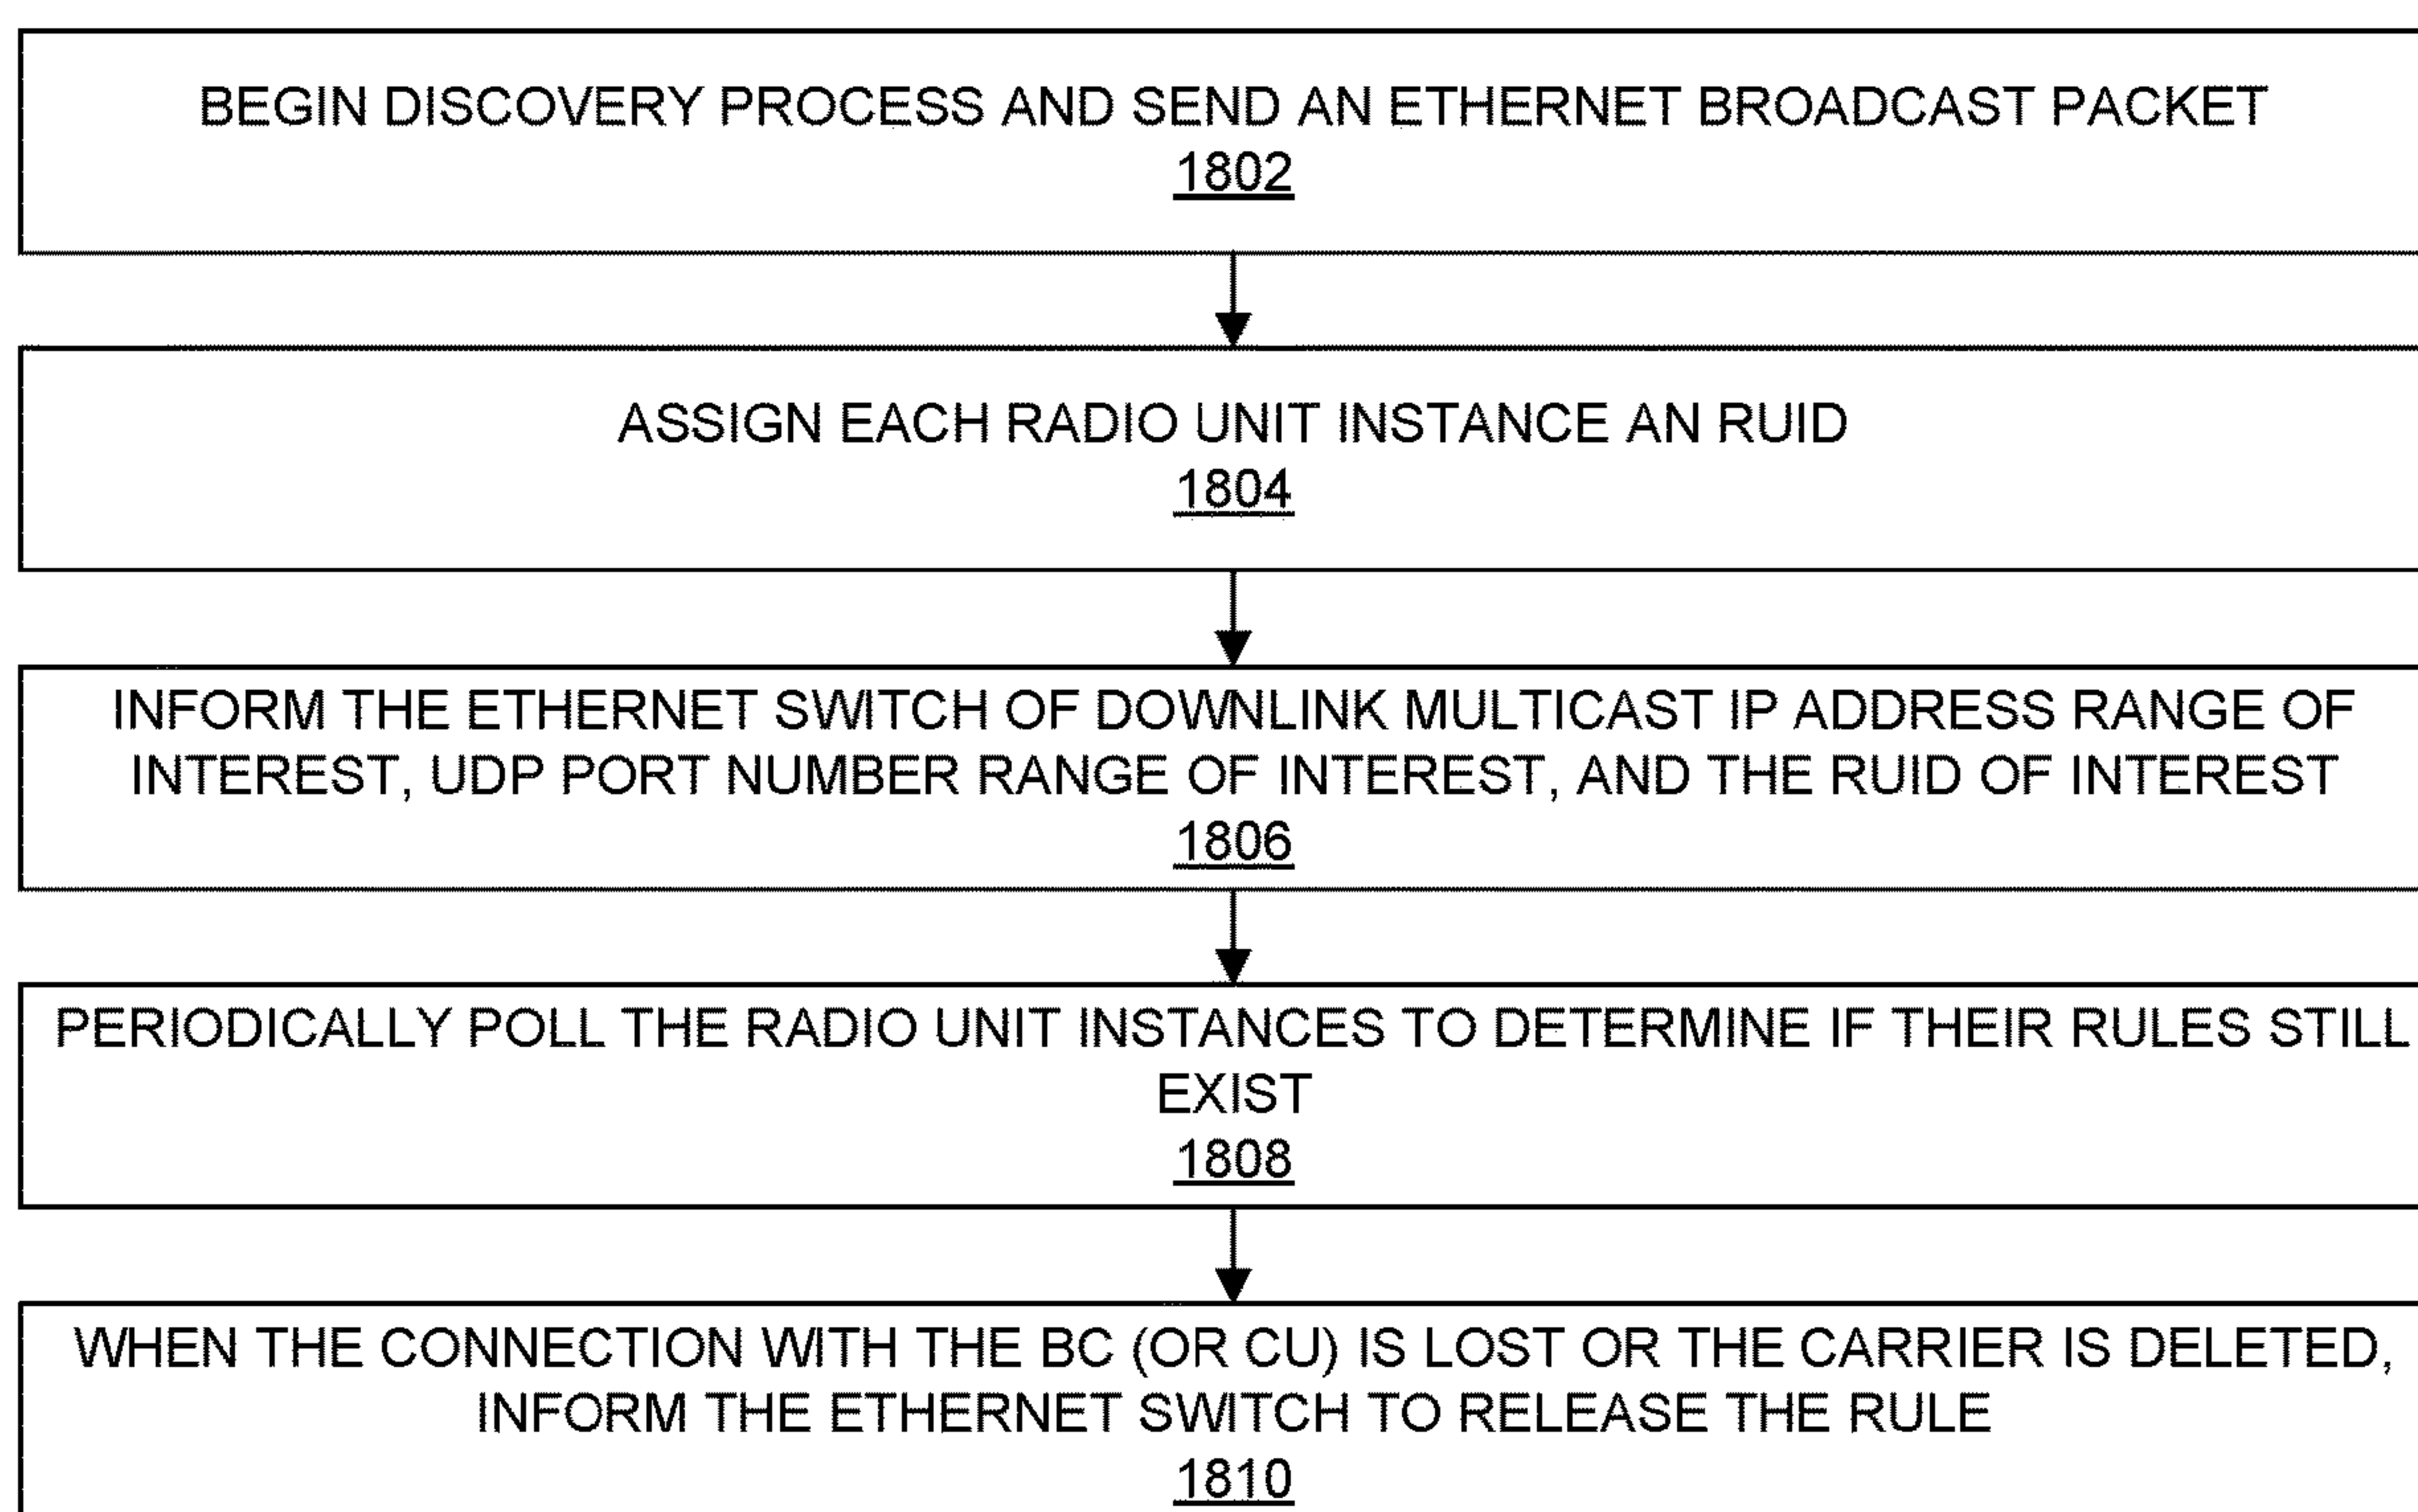 BEGIN DISCOVERY PROCESS AND SEND AN ETHERNET BROADCAST PACKET
1802
ASSIGN EACH RADIO UNIT INSTANCE AN RUID
1804
INFORM THE ETHERNET SWITCH OF DOWNLINK MULTICAST IP ADDRESS RANGE OF
INTEREST, UDP PORT NUMBER RANGE OF INTEREST, AND THE RUID OF INTEREST
1806
PERIODICALLY POLL THE RADIO UNIT INSTANCES TO DETERMINE IF THEIR RULES STILL
EXIST
1808
WHEN THE CONNECTION WITH THE BC (OR CU) IS LOST OR THE CARRIER IS DELETED,
INFORM THE ETHERNET SWITCH TO RELEASE THE RULE
1810